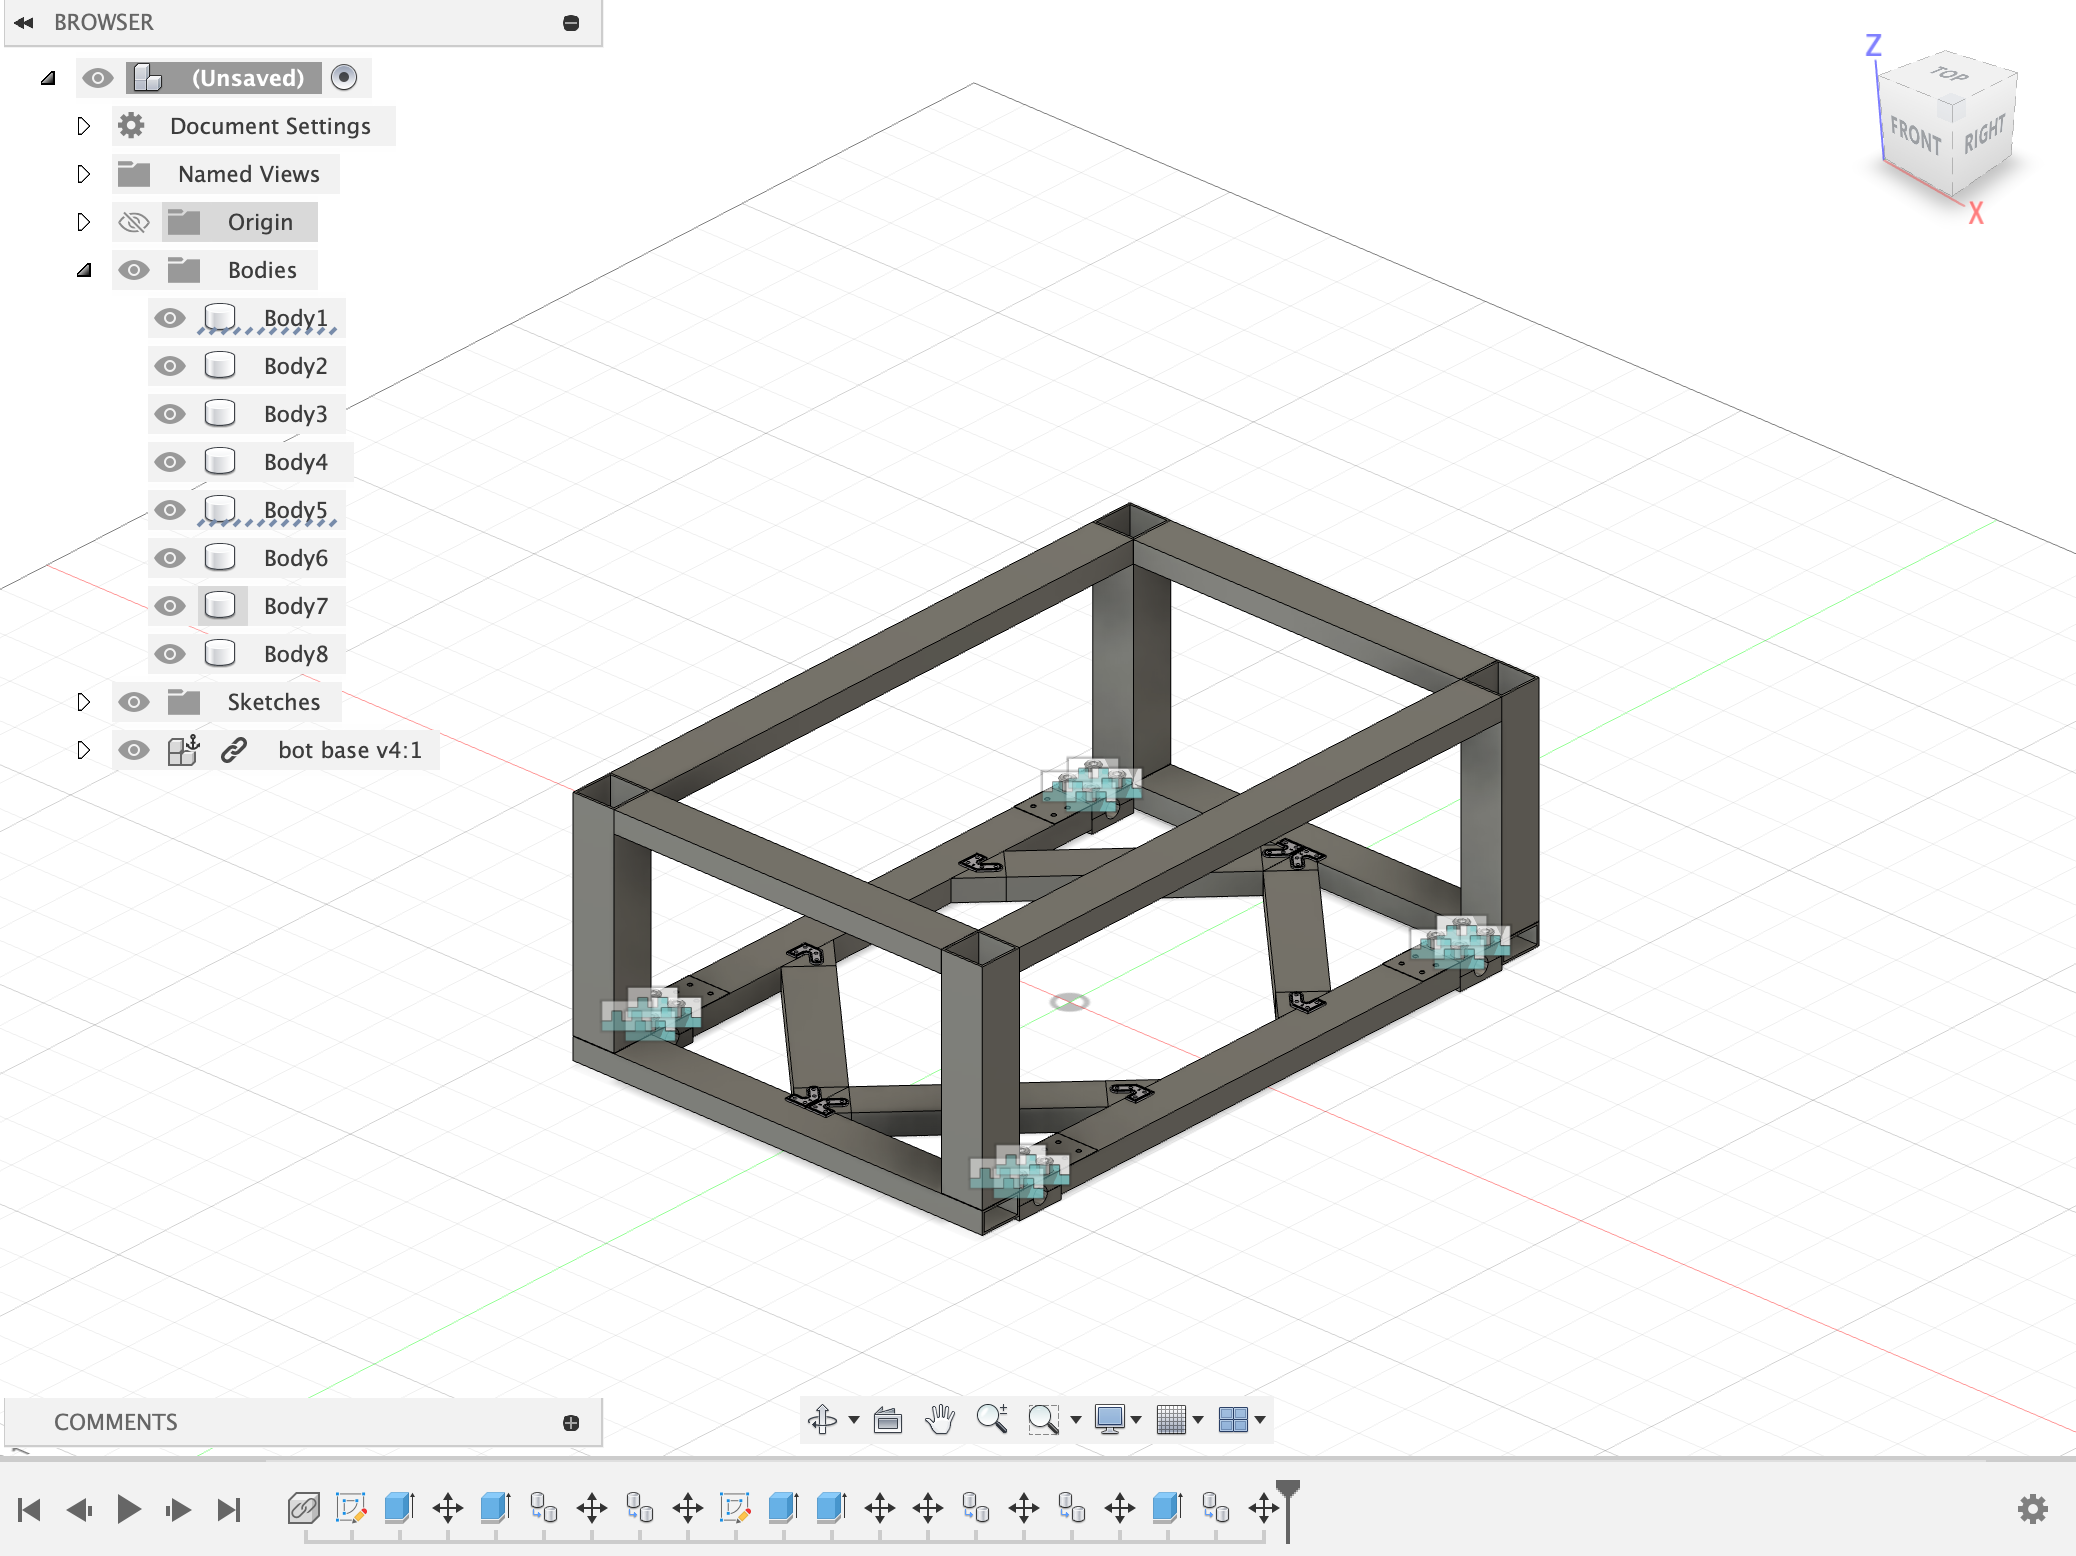 BROWSER
(Unsaved)
Document Settings
Named Views
Origin
Bodies
Body1
Body2
Body3
Body4
Body5
Body6
Body7
Body8
Sketches
bot base v4:1
Z
TOP
FRONT
RIGHT
X
COMMENTS